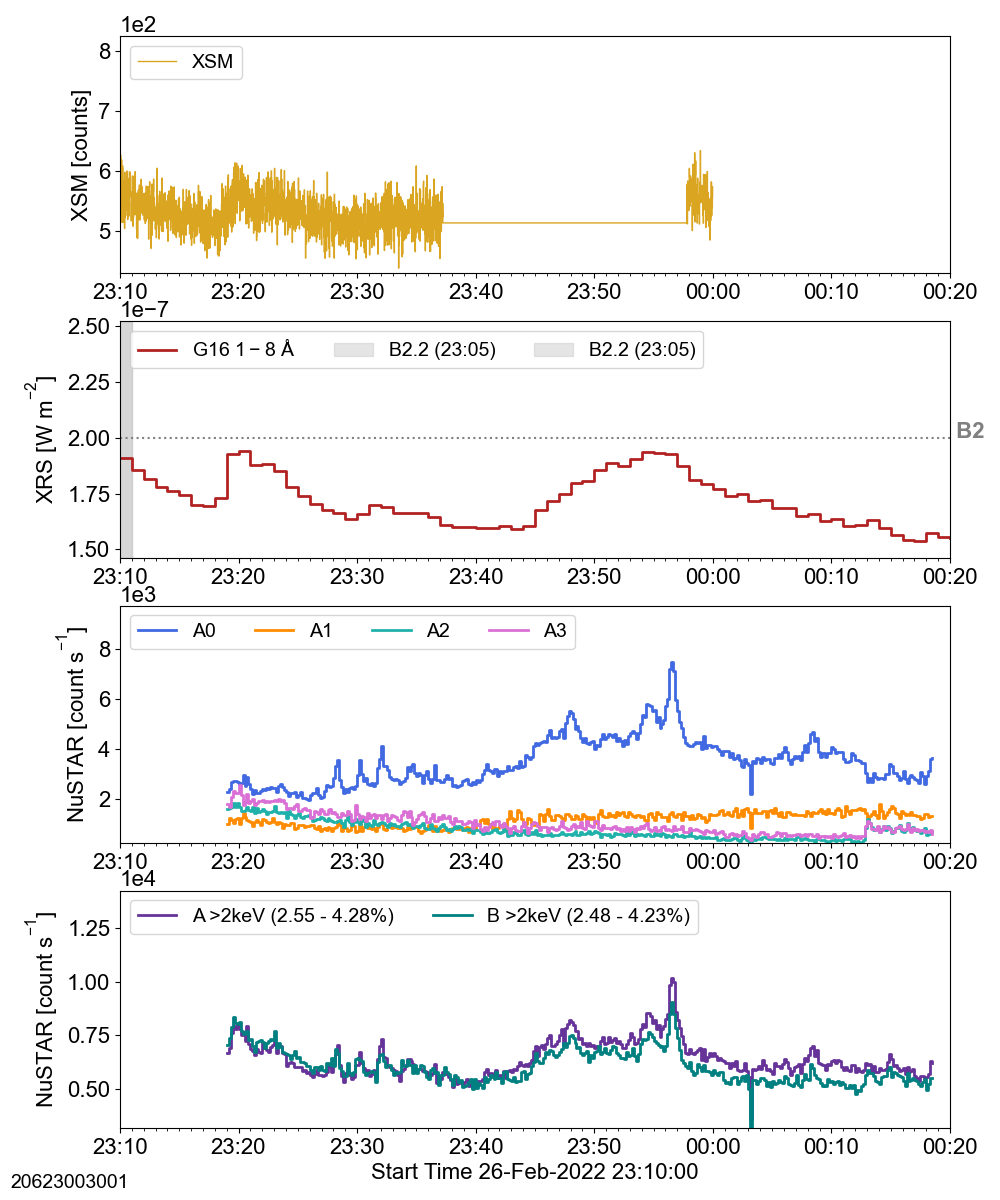 1e2
8
XSM
7
XSM [counts]
6
5
23:10 23:20 23:30 23:40 23:50 00:00 00:10 00:20
1e−7
2.50
G16 1 − 8 Å B2.2 (23:05) B2.2 (23:05)
2.25
XRS [W m⁻²]
2.00 B2
1.75
1.50
23:10 23:20 23:30 23:40 23:50 00:00 00:10 00:20
1e3
A0 A1 A2 A3
8
NuSTAR [count s⁻¹]
6
4
2
23:10 23:20 23:30 23:40 23:50 00:00 00:10 00:20
1e4
A >2keV (2.55 - 4.28%) B >2keV (2.48 - 4.23%)
1.25
NuSTAR [count s⁻¹]
1.00
0.75
0.50
23:10 23:20 23:30 23:40 23:50 00:00 00:10 00:20
Start Time 26-Feb-2022 23:10:00
20623003001